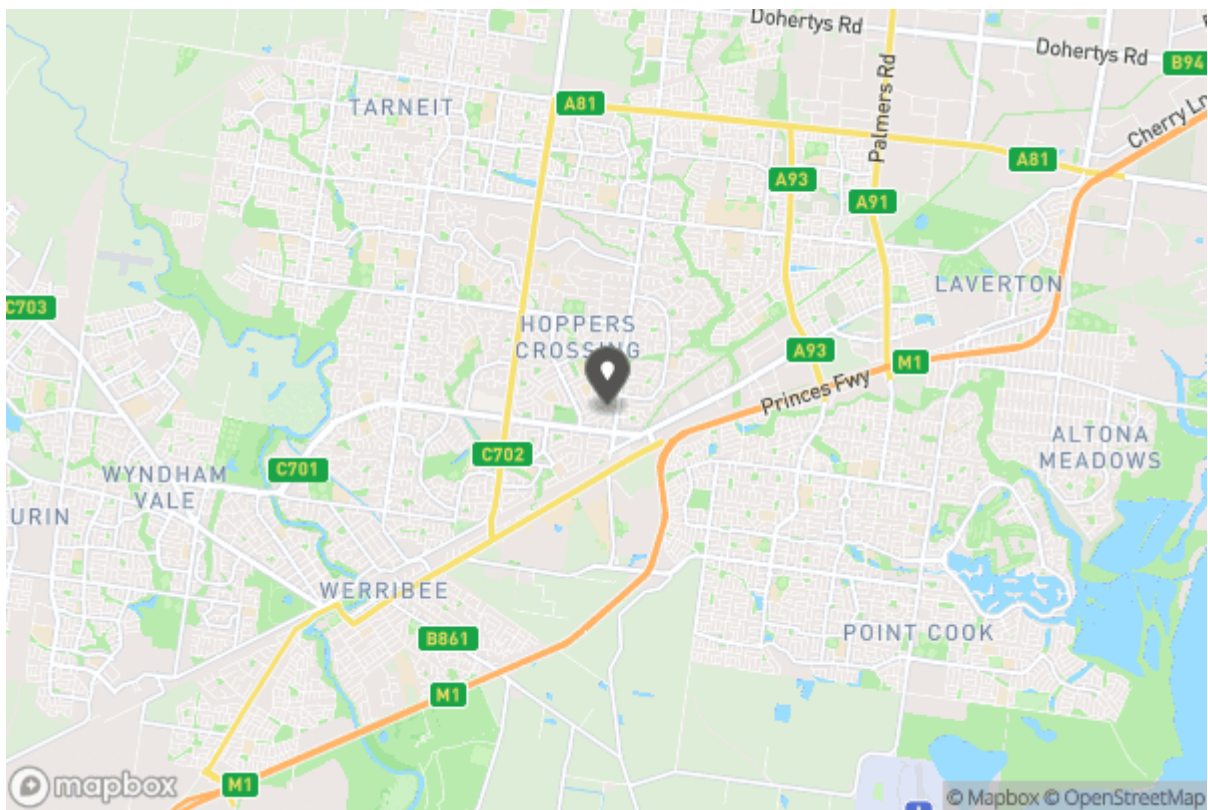 Dohertys Rd
Dohertys Rd
B94
TARNEIT
A81
Palmers Rd
Cherry Ln
A81
A93
A91
LAVERTON
C703
HOPPERS
CROSSING
A93
M1
Princes Fwy
ALTONA
MEADOWS
C702
C701
WYNDHAM
VALE
URIN
WERRIBEE
B861
POINT COOK
M1
M1
mapbox
© Mapbox © OpenStreetMap